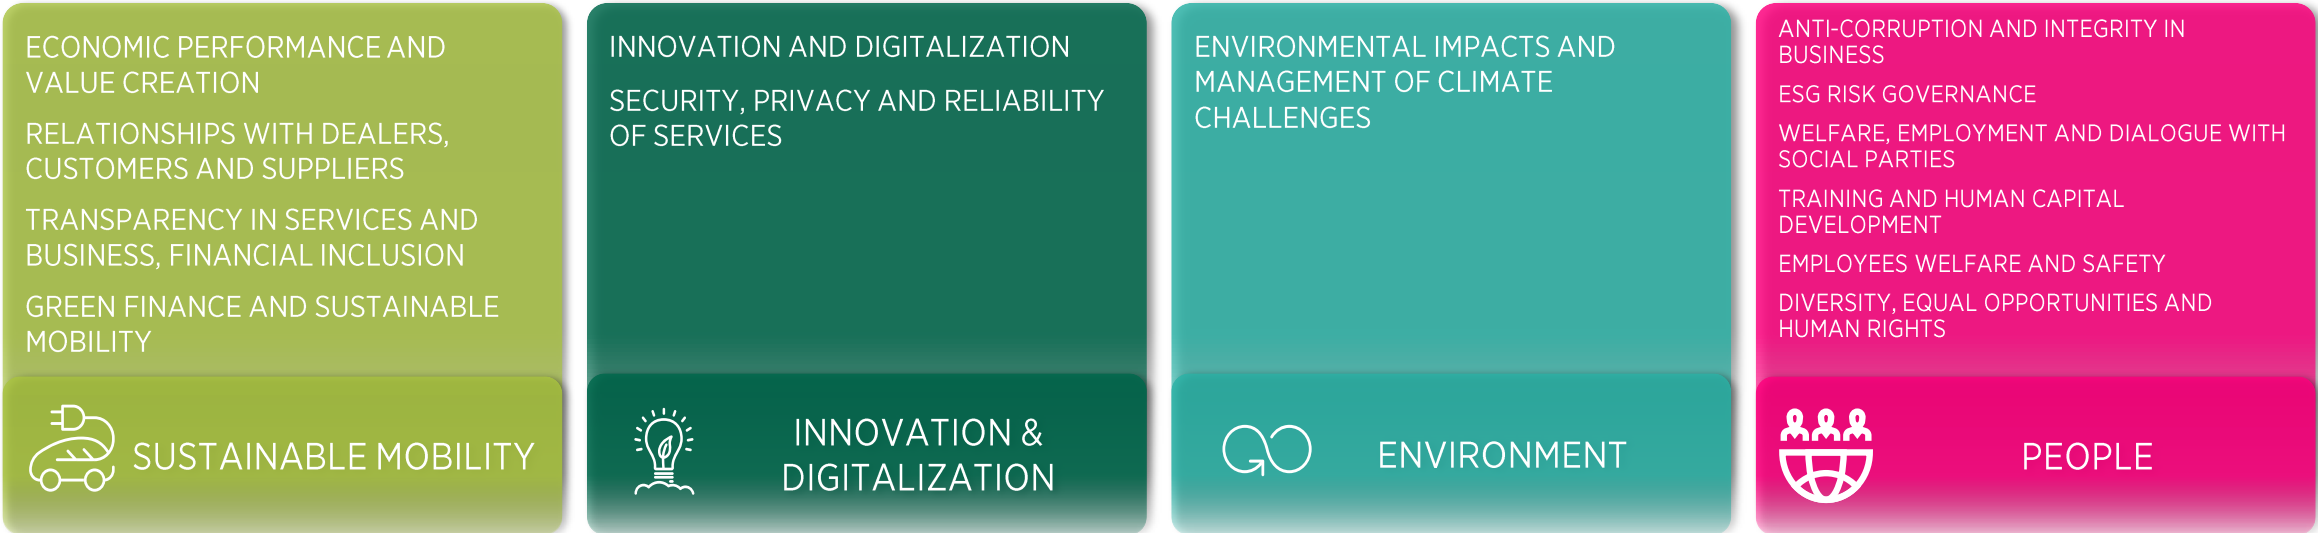 ECONOMIC PERFORMANCE AND
VALUE CREATION
RELATIONSHIPS WITH DEALERS,
CUSTOMERS AND SUPPLIERS
TRANSPARENCY IN SERVICES AND
BUSINESS, FINANCIAL INCLUSION
GREEN FINANCE AND SUSTAINABLE
MOBILITY
SUSTAINABLE MOBILITY
INNOVATION AND DIGITALIZATION
SECURITY, PRIVACY AND RELIABILITY
OF SERVICES
INNOVATION &
DIGITALIZATION
ENVIRONMENTAL IMPACTS AND
MANAGEMENT OF CLIMATE
CHALLENGES
ENVIRONMENT
ANTI-CORRUPTION AND INTEGRITY IN
BUSINESS
ESG RISK GOVERNANCE
WELFARE, EMPLOYMENT AND DIALOGUE WITH
SOCIAL PARTIES
TRAINING AND HUMAN CAPITAL
DEVELOPMENT
EMPLOYEES WELFARE AND SAFETY
DIVERSITY, EQUAL OPPORTUNITIES AND
HUMAN RIGHTS
PEOPLE